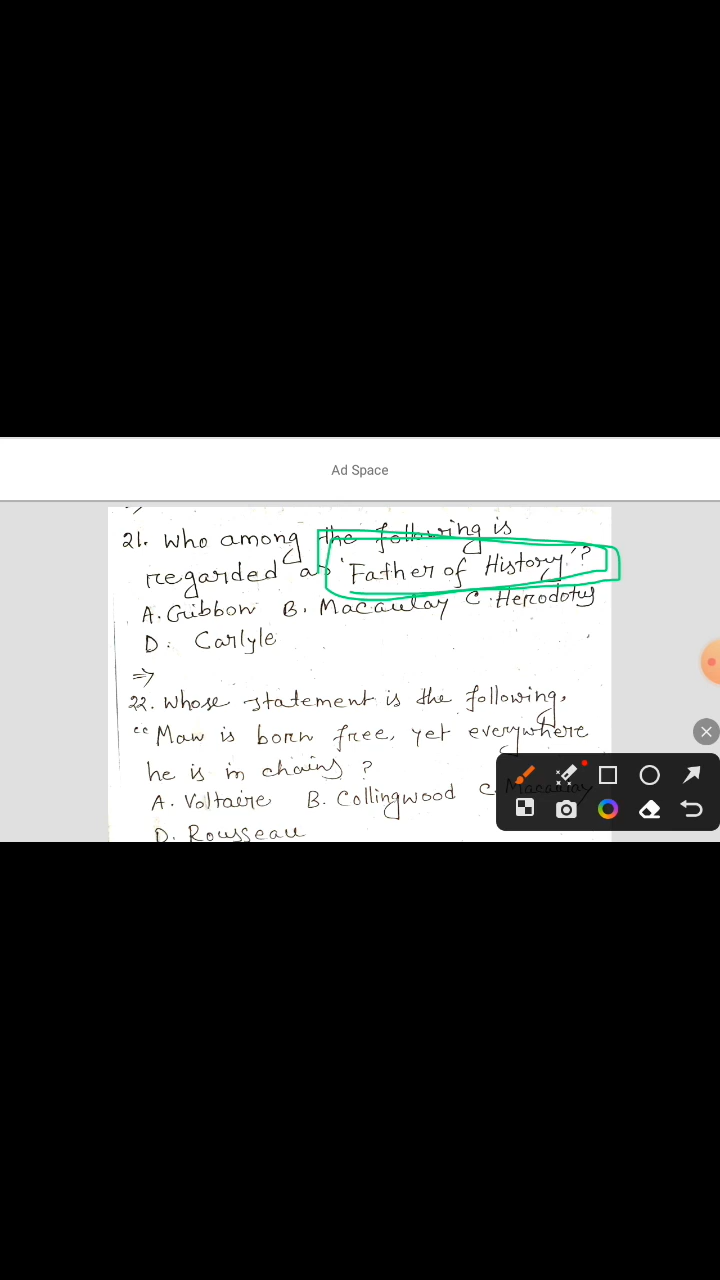 Ad Space
21. Who among the following is
regarded as 'Father of History'?
A. Gibbon B. Macaulay C. Herodotus
D. Carlyle
⇒
22. Whose statement is the following,
"Man is born free, yet everywhere
he is in chains?
A. Voltaire B. Collingwood C. Macaulay
D. Rousseau